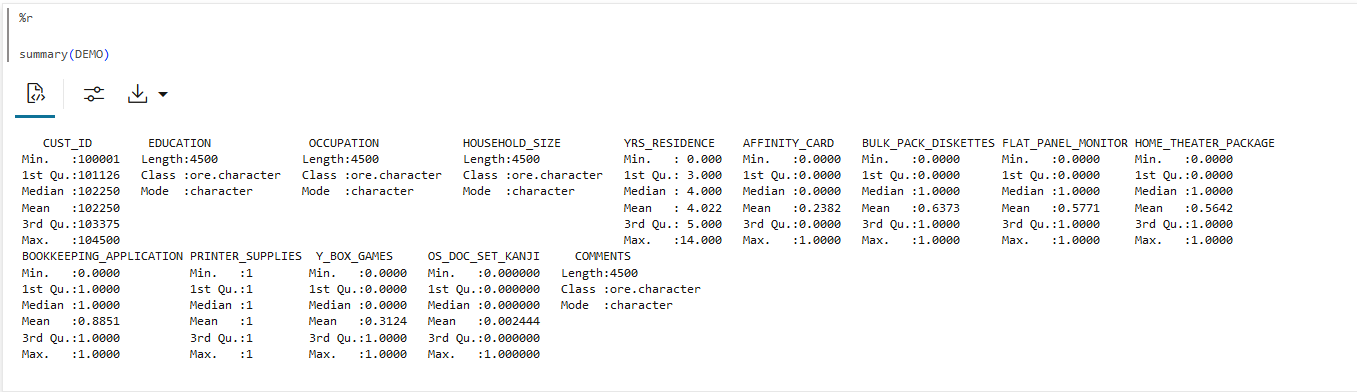 %r
summary(DEMO)
CUST_ID EDUCATION OCCUPATION HOUSEHOLD_SIZE YRS_RESIDENCE AFFINITY_CARD BULK_PACK_DISKETTES FLAT_PANEL_MONITOR HOME_THEATER_PACKAGE
Min. :100001 Length:4500 Length:4500 Length:4500 Min. : 0.000 Min. :0.0000 Min. :0.0000 Min. :0.0000 Min. :0.0000
1st Qu.:101126 Class :ore.character Class :ore.character Class :ore.character 1st Qu.: 3.000 1st Qu.:0.0000 1st Qu.:0.0000 1st Qu.:0.0000 1st Qu.:0.0000
Median :102250 Mode :character Mode :character Mode :character Median : 4.000 Median :0.0000 Median :1.0000 Median :1.0000 Median :1.0000
Mean :102250 Mean : 4.022 Mean :0.2382 Mean :0.6373 Mean :0.5771 Mean :0.5642
3rd Qu.:103375 3rd Qu.: 5.000 3rd Qu.:0.0000 3rd Qu.:1.0000 3rd Qu.:1.0000 3rd Qu.:1.0000
Max. :104500 Max. :14.000 Max. :1.0000 Max. :1.0000 Max. :1.0000 Max. :1.0000
BOOKKEEPING_APPLICATION PRINTER_SUPPLIES Y_BOX_GAMES OS_DOC_SET_KANJI COMMENTS
Min. :0.0000 Min. :1 Min. :0.0000 Min. :0.000000 Length:4500
1st Qu.:1.0000 1st Qu.:1 1st Qu.:0.0000 1st Qu.:0.000000 Class :ore.character
Median :1.0000 Median :1 Median :0.0000 Median :0.000000 Mode :character
Mean :0.8851 Mean :1 Mean :0.3124 Mean :0.002444
3rd Qu.:1.0000 3rd Qu.:1 3rd Qu.:1.0000 3rd Qu.:0.000000
Max. :1.0000 Max. :1 Max. :1.0000 Max. :1.000000